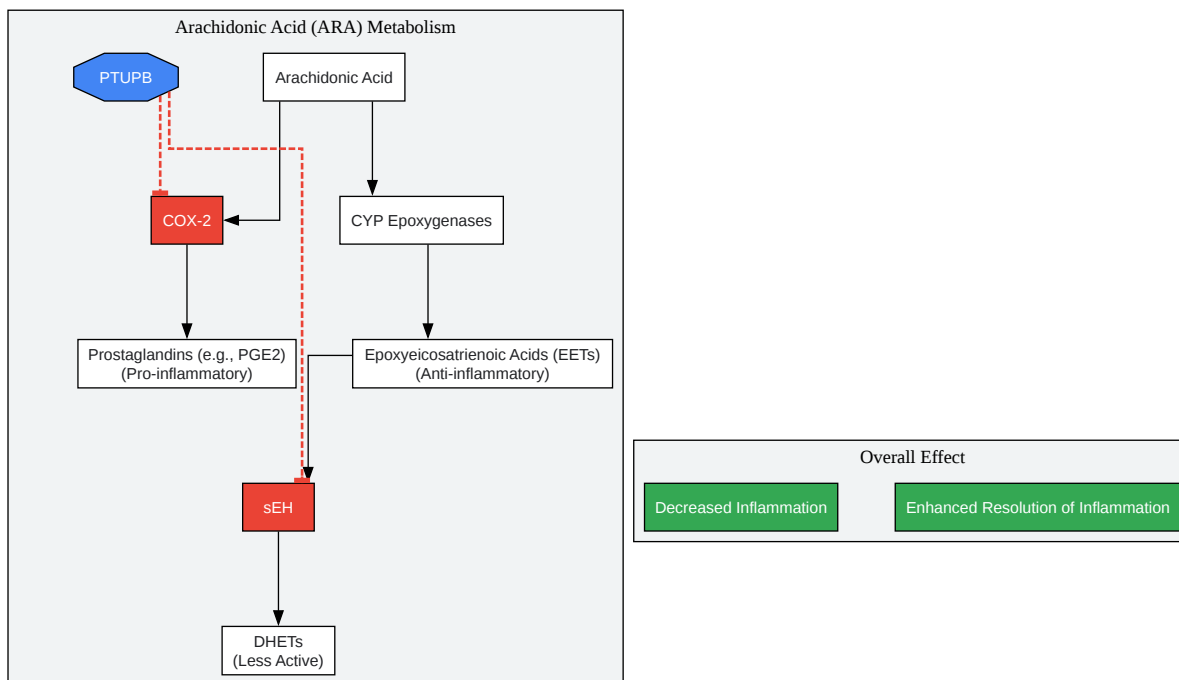 Arachidonic Acid (ARA) Metabolism
PTUPB
Arachidonic Acid
COX-2
CYP Epoxygenases
Prostaglandins (e.g., PGE2)
(Pro-inflammatory)
Epoxyeicosatrienoic Acids (EETs)
(Anti-inflammatory)
sEH
DHETs
(Less Active)
Overall Effect
Decreased Inflammation
Enhanced Resolution of Inflammation